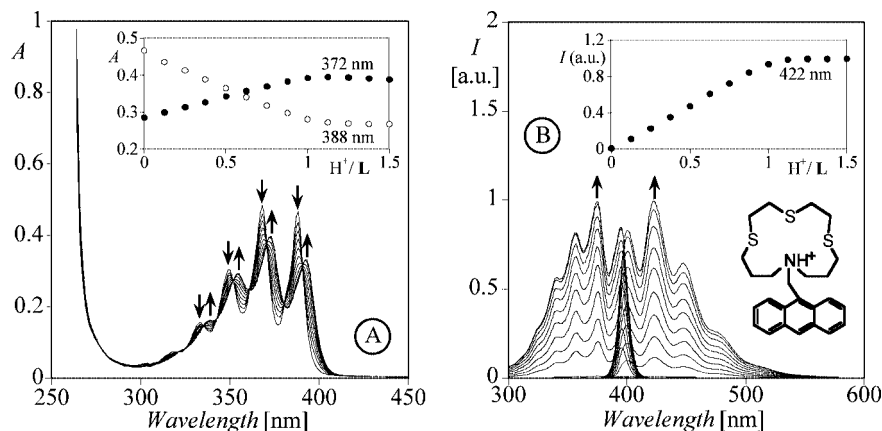 1
0.8
0.6
0.4
0.2
0
A
250
300
350
400
450
Wavelength [nm]
0.5
A
0.4
0.3
0.2
0
0.5
1
1.5
H⁺/L
372 nm
388 nm
A
2
I
[a.u.]
1.5
1
0.5
0
300
400
500
600
Wavelength [nm]
1.2
I (a.u.)
0.8
0.4
0
0
0.5
1
1.5
H⁺/L
422 nm
B
S
S
S
NH⁺